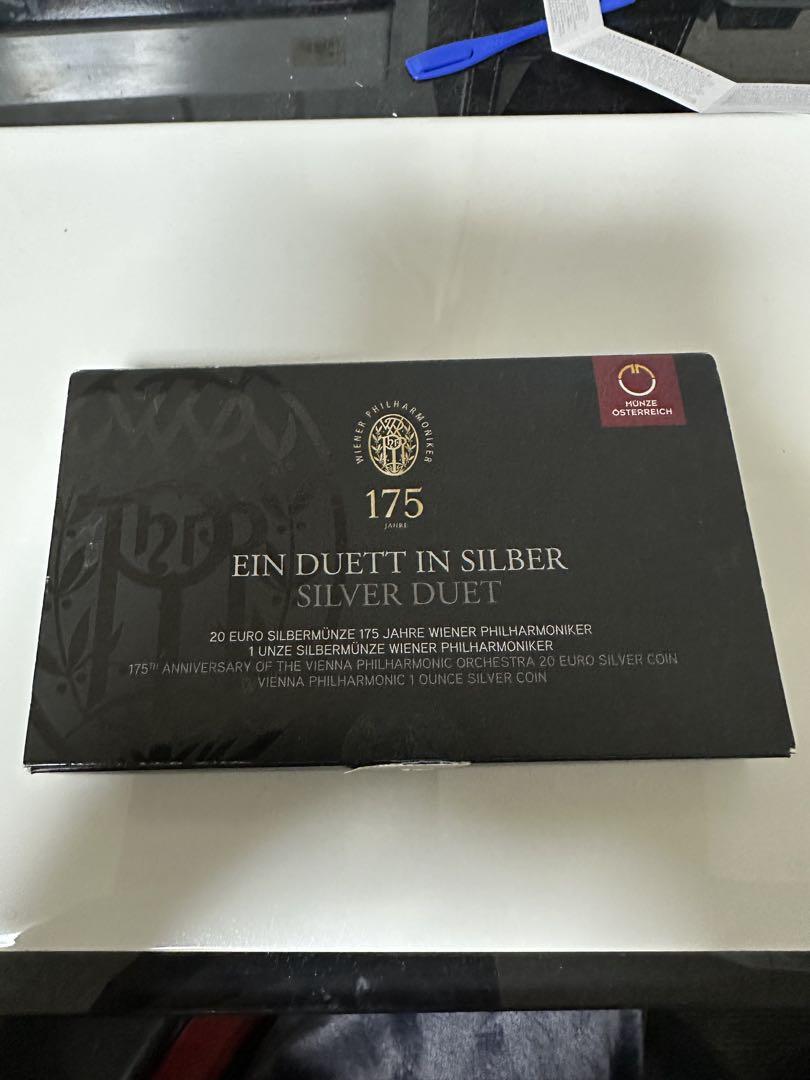 WIENER PHILHARMONIKER
175
JAHRE
MÜNZE
ÖSTERREICH
EIN DUETT IN SILBER
SILVER DUET
20 EURO SILBERMÜNZE 175 JAHRE WIENER PHILHARMONIKER
1 UNZE SILBERMÜNZE WIENER PHILHARMONIKER
175TH ANNIVERSARY OF THE VIENNA PHILHARMONIC ORCHESTRA 20 EURO SILVER COIN
VIENNA PHILHARMONIC 1 OUNCE SILVER COIN